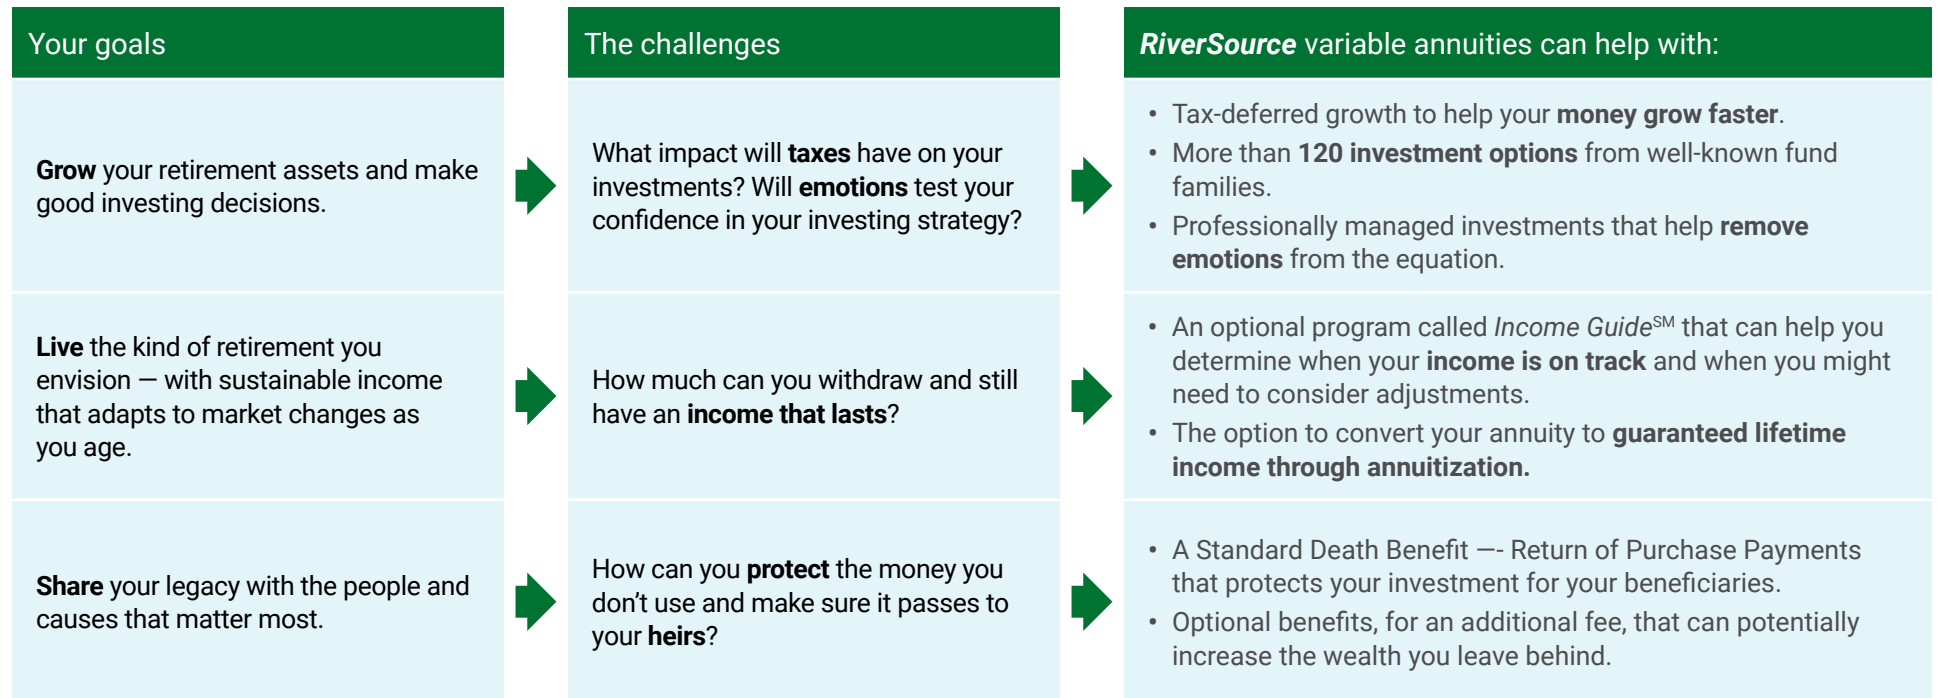 Your goals
The challenges
RiverSource variable annuities can help with:
Grow your retirement assets and make
good investing decisions.
What impact will taxes have on your
investments? Will emotions test your
confidence in your investing strategy?
• Tax-deferred growth to help your money grow faster.
• More than 120 investment options from well-known fund
families.
• Professionally managed investments that help remove
emotions from the equation.
Live the kind of retirement you
envision — with sustainable income
that adapts to market changes as
you age.
How much can you withdraw and still
have an income that lasts?
• An optional program called Income Guide℠ that can help you
determine when your income is on track and when you might
need to consider adjustments.
• The option to convert your annuity to guaranteed lifetime
income through annuitization.
Share your legacy with the people and
causes that matter most.
How can you protect the money you
don’t use and make sure it passes to
your heirs?
• A Standard Death Benefit —- Return of Purchase Payments
that protects your investment for your beneficiaries.
• Optional benefits, for an additional fee, that can potentially
increase the wealth you leave behind.